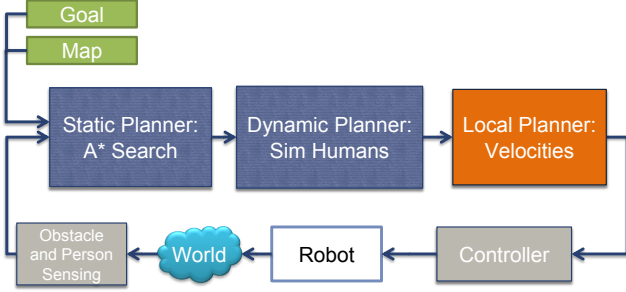 Goal
Map
Static Planner:
A* Search
Dynamic Planner:
Sim Humans
Local Planner:
Velocities
Obstacle
and Person
Sensing
World
Robot
Controller